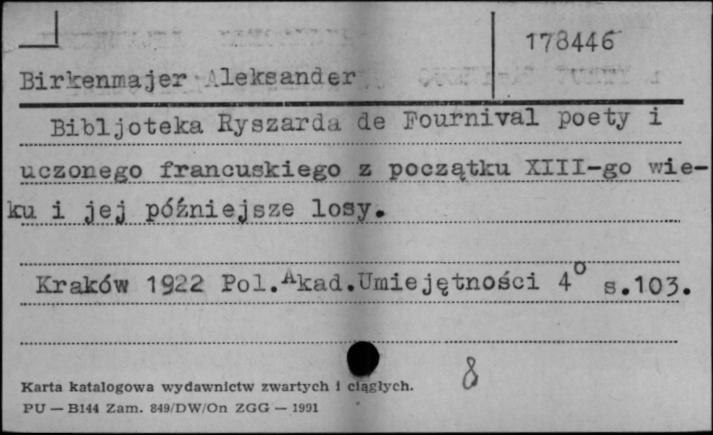 178446
Birkenmajer Aleksander
Bibljoteka Ryszarda de Fournival poety i
uczonego francuskiego z początku XIII-go wie-
ku i jej późniejsze losy.
Kraków 1922 Pol.Akad.Umiejętności 4° s.103.
8
Karta katalogowa wydawnictw zwartych i ciągłych.
PU — B144 Zam. 849/DW/On ZGG — 1991